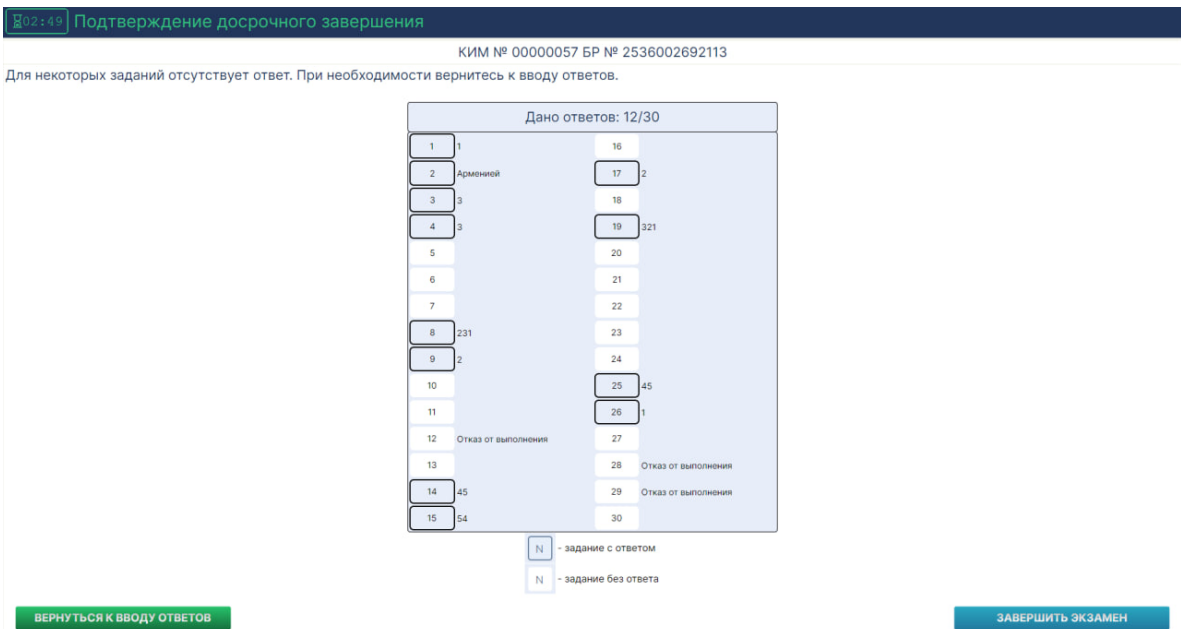 02:49 Подтверждение досрочного завершения
КИМ № 00000057 БР № 2536002692113
Для некоторых заданий отсутствует ответ. При необходимости вернитесь к вводу ответов.
Дано ответов: 12/30
1 1
2 Арменией
3 3
4 3
5
6
7
8 231
9 2
10
11
12 Отказ от выполнения
13
14 45
15 54
16
17 2
18
19 321
20
21
22
23
24
25 45
26 1
27
28 Отказ от выполнения
29 Отказ от выполнения
30
N - задание с ответом
N - задание без ответа
ВЕРНУТЬСЯ К ВВОДУ ОТВЕТОВ
ЗАВЕРШИТЬ ЭКЗАМЕН